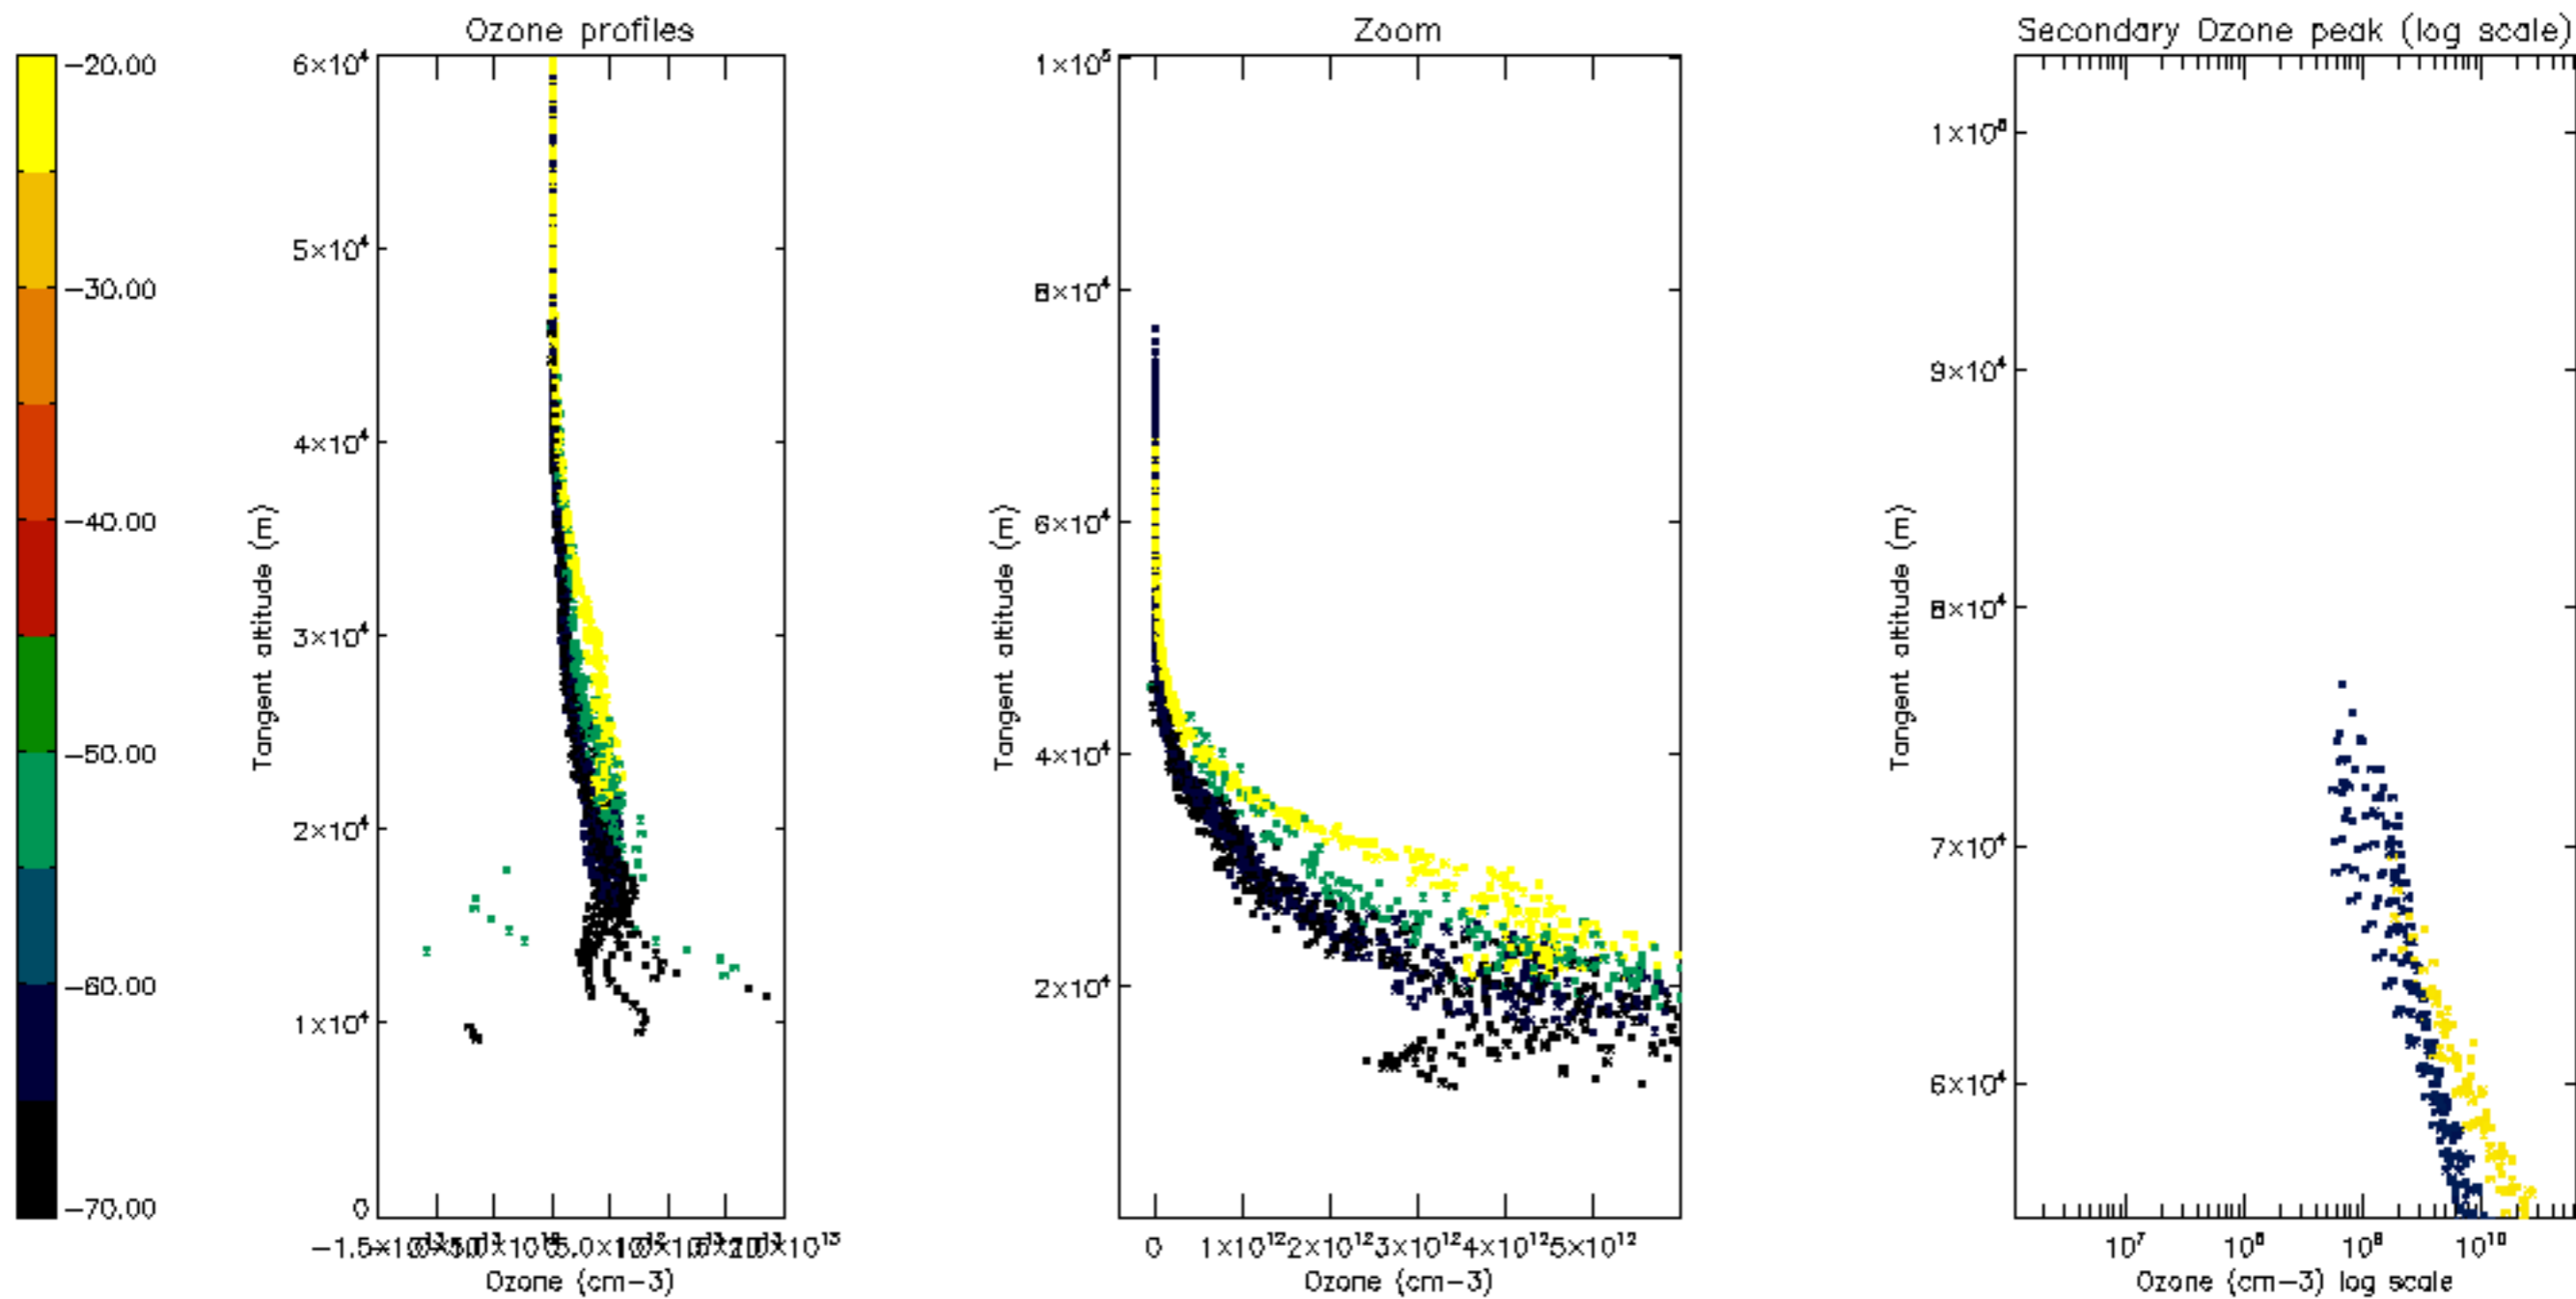 Ozone profiles
Zoom
Secondary Ozone peak (log scale)
−20.00
−30.00
−40.00
−50.00
−60.00
−70.00
6×10⁴
5×10⁴
4×10⁴
3×10⁴
2×10⁴
1×10⁴
0
Tangent altitude (m)
Ozone (cm−3)
1×10⁵
8×10⁴
6×10⁴
4×10⁴
2×10⁴
Tangent altitude (m)
0 1×10¹² 2×10¹² 3×10¹² 4×10¹² 5×10¹²
Ozone (cm−3)
9×10⁴
8×10⁴
7×10⁴
6×10⁴
Tangent altitude (m)
10⁷ 10⁸ 10⁹ 10¹⁰
Ozone (cm−3) log scale